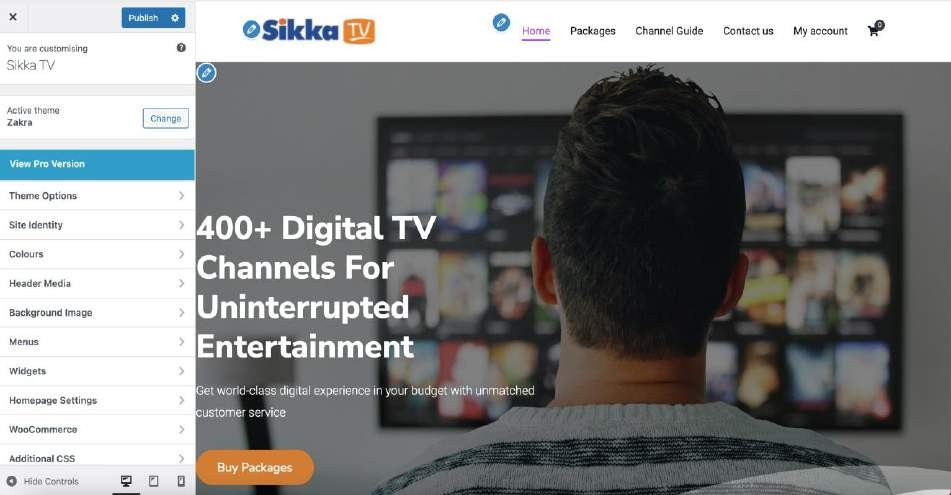 Publish
You are customising
Sikka TV
Active theme
Zakra
Change
View Pro Version
Theme Options
Site Identity
Colours
Header Media
Background Image
Menus
Widgets
Homepage Settings
WooCommerce
Additional CSS
Hide Controls
Sikka TV
Home Packages Channel Guide Contact us My account 0
400+ Digital TV
Channels For
Uninterrupted
Entertainment
Get world-class digital experience in your budget with unmatched
customer service
Buy Packages